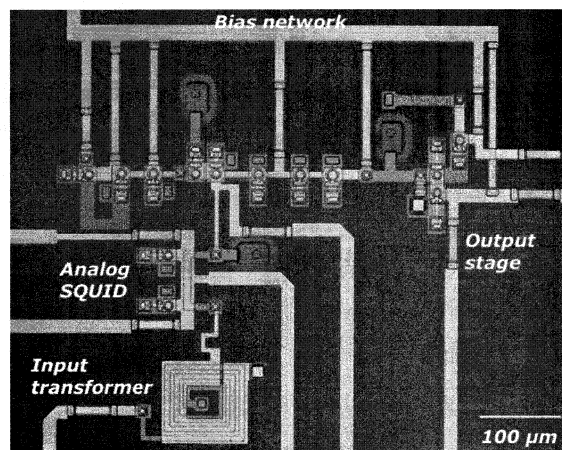 Bias network
Analog
SQUID
Output
stage
Input
transformer
100 µm